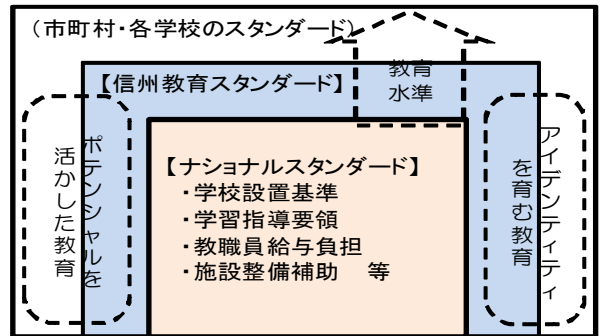 （市町村・各学校のスタンダード）
教育
水準
【信州教育スタンダード】
ポテンシャルを
活かした教育
【ナショナルスタンダード】
・学校設置基準
・学習指導要領
・教職員給与負担
・施設整備補助　等
アイデンティティ
を育む教育